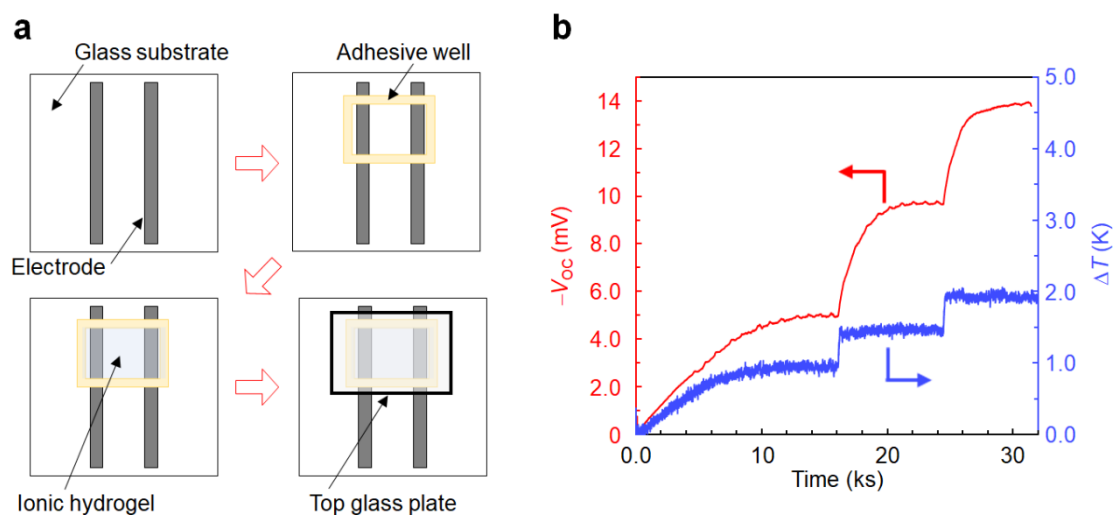 a
Glass substrate
Adhesive well
Electrode
Ionic hydrogel
Top glass plate
b
14
12
10
8.0
6.0
4.0
2.0
0
−VOC (mV)
5.0
4.0
3.0
2.0
1.0
0.0
ΔT (K)
0.0
10
20
30
Time (ks)